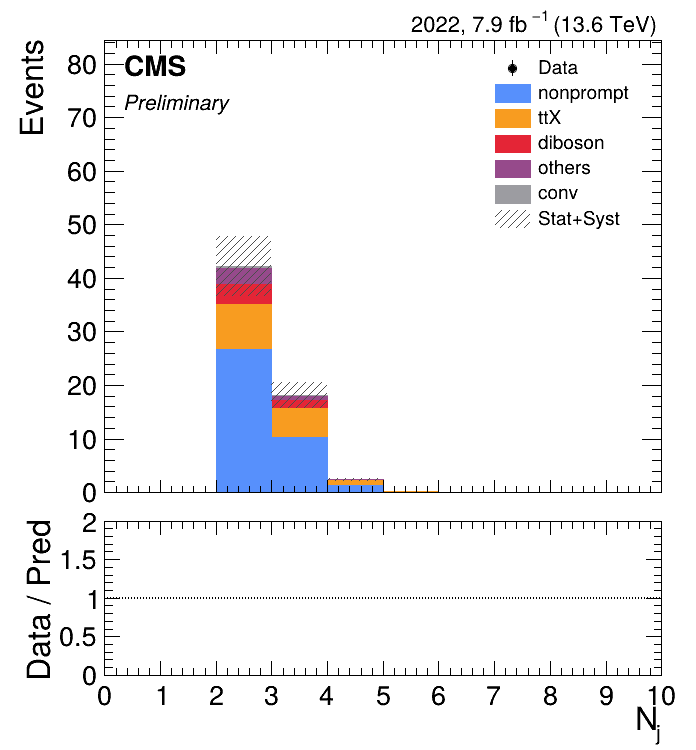 2022, 7.9 fb⁻¹ (13.6 TeV)
Events
80
70
60
50
40
30
20
10
0
CMS
Preliminary
Data
nonprompt
ttX
diboson
others
conv
Stat+Syst
Data / Pred
2
1.5
1
0.5
0
0 1 2 3 4 5 6 7 8 9 10
N_j